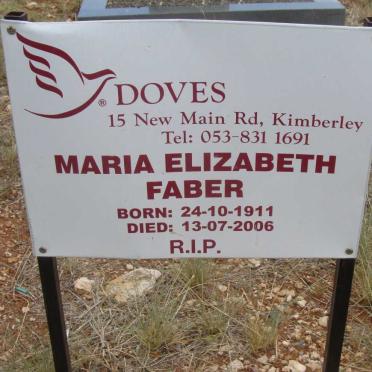 ® DOVES
15 New Main Rd, Kimberley
Tel: 053-831 1691
MARIA ELIZABETH
FABER
BORN: 24-10-1911
DIED: 13-07-2006
R.I.P.